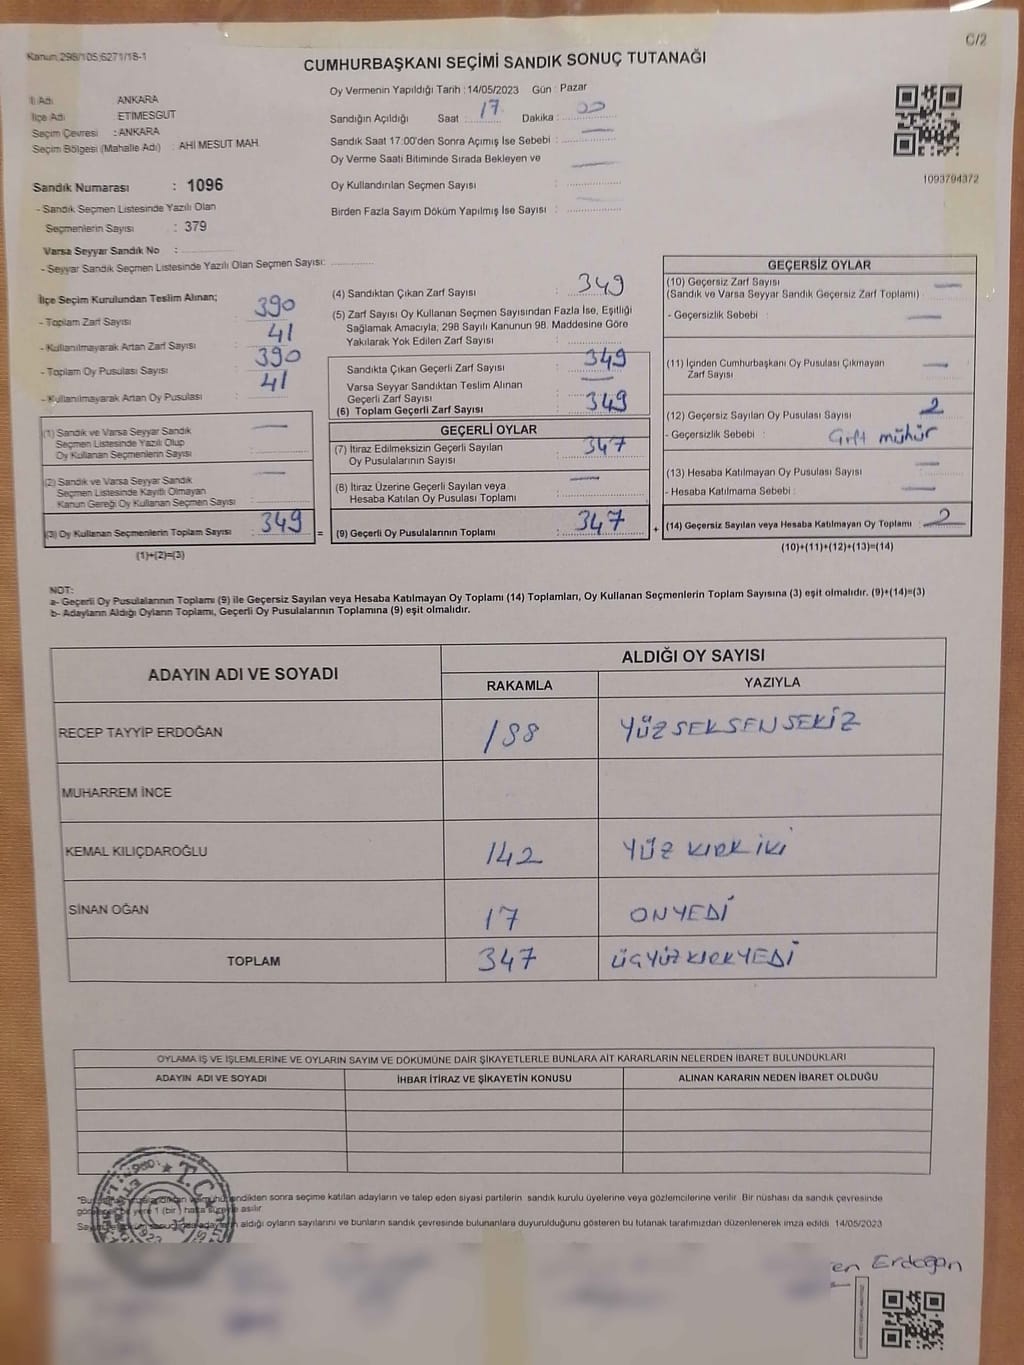 C/2
Kanun:298/105;6271/18-1
CUMHURBAŞKANI SEÇİMİ SANDIK SONUÇ TUTANAĞI
İl Adı ANKARA
İlçe Adı ETİMESGUT
Seçim Çevresi : ANKARA
Seçim Bölgesi (Mahalle Adı) : AHİ MESUT MAH.
Sandık Numarası : 1096
- Sandık Seçmen Listesinde Yazılı Olan
Seçmenlerin Sayısı : 379
Varsa Seyyar Sandık No :
- Seyyar Sandık Seçmen Listesinde Yazılı Olan Seçmen Sayısı:
Oy Vermenin Yapıldığı Tarih : 14/05/2023 Gün : Pazar
Sandığın Açıldığı Saat : 17 Dakika : 00
Sandık Saat 17:00'den Sonra Açımış İse Sebebi : —
Oy Verme Saati Bitiminde Sırada Bekleyen ve
Oy Kullandırılan Seçmen Sayısı : —
Birden Fazla Sayım Döküm Yapılmış İse Sayısı : —
1093794372
İlçe Seçim Kurulundan Teslim Alınan;
- Toplam Zarf Sayısı : 390
- Kullanılmayarak Artan Zarf Sayısı : 41
- Toplam Oy Pusulası Sayısı : 390
- Kullanılmayarak Artan Oy Pusulası : 41
(1) Sandık ve Varsa Seyyar Sandık
Seçmen Listesinde Yazılı Olup
Oy Kullanan Seçmenlerin Sayısı : —
(2) Sandık ve Varsa Seyyar Sandık
Seçmen Listesinde Kayıtlı Olmayan
Kanun Gereği Oy Kullanan Seçmen Sayısı : —
(3) Oy Kullanan Seçmenlerin Toplam Sayısı : 349 =
(1)+(2)=(3)
(4) Sandıktan Çıkan Zarf Sayısı : 349
(5) Zarf Sayısı Oy Kullanan Seçmen Sayısından Fazla İse, Eşitliği
Sağlamak Amacıyla, 298 Sayılı Kanunun 98. Maddesine Göre
Yakılarak Yok Edilen Zarf Sayısı :
Sandıkta Çıkan Geçerli Zarf Sayısı : 349
Varsa Seyyar Sandıktan Teslim Alınan
Geçerli Zarf Sayısı : —
(6) Toplam Geçerli Zarf Sayısı : 349
GEÇERLİ OYLAR
(7) İtiraz Edilmeksizin Geçerli Sayılan
Oy Pusulalarının Sayısı : 347
(8) İtiraz Üzerine Geçerli Sayılan veya
Hesaba Katılan Oy Pusulası Toplamı : —
(9) Geçerli Oy Pusulalarının Toplamı : 347 +
GEÇERSİZ OYLAR
(10) Geçersiz Zarf Sayısı
(Sandık ve Varsa Seyyar Sandık Geçersiz Zarf Toplamı) : —
- Geçersizlik Sebebi : —
(11) İçinden Cumhurbaşkanı Oy Pusulası Çıkmayan
Zarf Sayısı : —
(12) Geçersiz Sayılan Oy Pusulası Sayısı : 2
- Geçersizlik Sebebi : Çift mühür
(13) Hesaba Katılmayan Oy Pusulası Sayısı : —
- Hesaba Katılmama Sebebi : —
(14) Geçersiz Sayılan veya Hesaba Katılmayan Oy Toplamı : 2
(10)+(11)+(12)+(13)=(14)
NOT:
a- Geçerli Oy Pusulalarının Toplamı (9) ile Geçersiz Sayılan veya Hesaba Katılmayan Oy Toplamı (14) Toplamları, Oy Kullanan Seçmenlerin Toplam Sayısına (3) eşit olmalıdır. (9)+(14)=(3)
b- Adayların Aldığı Oyların Toplamı, Geçerli Oy Pusulalarının Toplamına (9) eşit olmalıdır.
ADAYIN ADI VE SOYADI ALDIĞI OY SAYISI
RAKAMLA YAZIYLA
RECEP TAYYİP ERDOĞAN 188 YÜZSEKSENSEKİZ
MUHARREM İNCE
KEMAL KILIÇDAROĞLU 142 YÜZ KIRK İKİ
SİNAN OĞAN 17 ONYEDİ
TOPLAM 347 ÜÇYÜZKIRKYEDİ
OYLAMA İŞ VE İŞLEMLERİNE VE OYLARIN SAYIM VE DÖKÜMÜNE DAİR ŞİKAYETLERLE BUNLARA AİT KARARLARIN NELERDEN İBARET BULUNDUKLARI
ADAYIN ADI VE SOYADI İHBAR İTİRAZ VE ŞİKAYETİN KONUSU ALINAN KARARIN NEDEN İBARET OLDUĞU
T.C.
sonra seçime katılan adayların ve talep eden siyasi partilerin sandık kurulu üyelerine veya gözlemcilerine verilir. Bir nüshası da sandık çevresinde
yere 1 (bir) hafta süreyle asılır.
aldığı oyların sayılarını ve bunların sandık çevresinde bulunanlara duyurulduğunu gösteren bu tutanak tarafımızdan düzenlenerek imza edildi. 14/05/2023
en Erdoğan